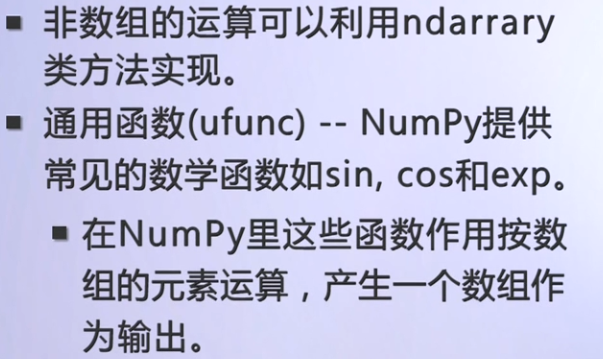 ▪ 非数组的运算可以利用ndarrary
类方法实现。
▪ 通用函数(ufunc) -- NumPy提供
常见的数学函数如sin, cos和exp。
▪ 在NumPy里这些函数作用按数
组的元素运算，产生一个数组作
为输出。